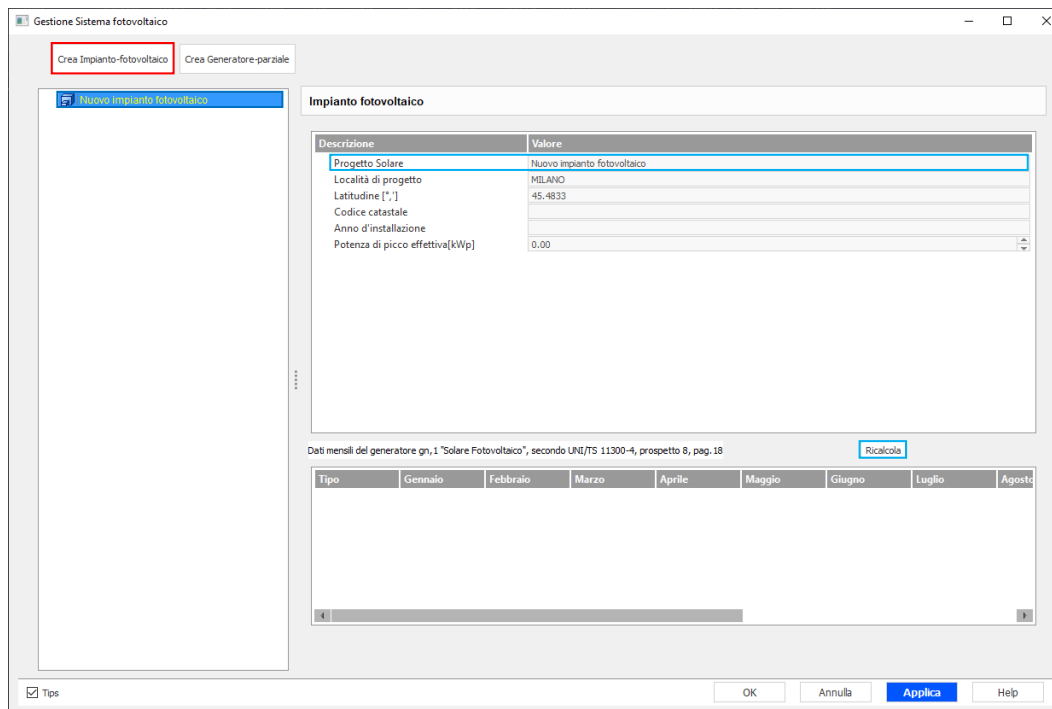 Gestione Sistema fotovoltaico
Crea Impianto-fotovoltaico Crea Generatore-parziale
Nuovo impianto fotovoltaico
Impianto fotovoltaico
Descrizione Valore
Progetto Solare Nuovo impianto fotovoltaico
Località di progetto MILANO
Latitudine [°,'] 45.4833
Codice catastale
Anno d'installazione
Potenza di picco effettiva[kWp] 0.00
Dati mensili del generatore gn,1 "Solare Fotovoltaico", secondo UNI/TS 11300-4, prospetto 8, pag.18 Ricalcola
Tipo Gennaio Febbraio Marzo Aprile Maggio Giugno Luglio Agosto
Tips OK Annulla Applica Help